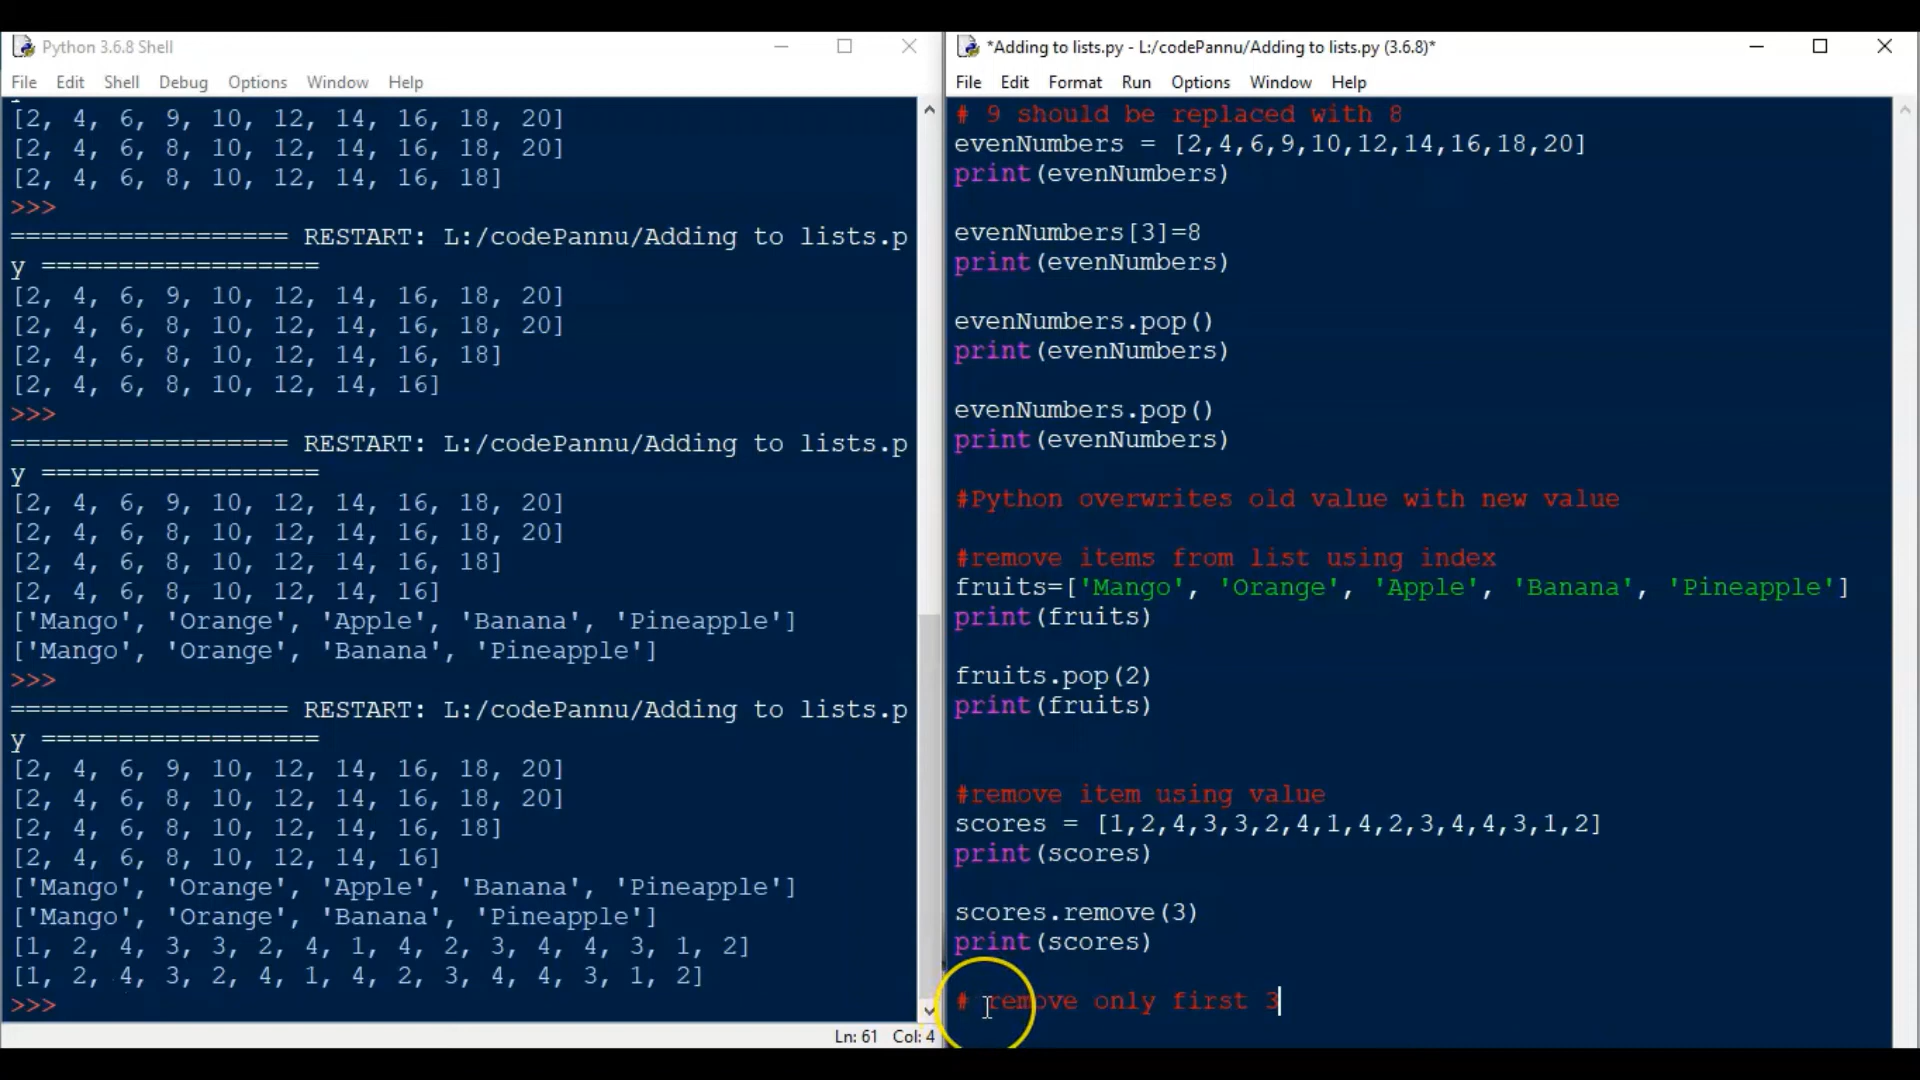 Python 3.6.8 Shell
File Edit Shell Debug Options Window Help
[2, 4, 6, 9, 10, 12, 14, 16, 18, 20]
[2, 4, 6, 8, 10, 12, 14, 16, 18, 20]
[2, 4, 6, 8, 10, 12, 14, 16, 18]
>>>
================== RESTART: L:/codePannu/Adding to lists.p
y ==================
[2, 4, 6, 9, 10, 12, 14, 16, 18, 20]
[2, 4, 6, 8, 10, 12, 14, 16, 18, 20]
[2, 4, 6, 8, 10, 12, 14, 16, 18]
[2, 4, 6, 8, 10, 12, 14, 16]
>>>
================== RESTART: L:/codePannu/Adding to lists.p
y ==================
[2, 4, 6, 9, 10, 12, 14, 16, 18, 20]
[2, 4, 6, 8, 10, 12, 14, 16, 18, 20]
[2, 4, 6, 8, 10, 12, 14, 16, 18]
[2, 4, 6, 8, 10, 12, 14, 16]
['Mango', 'Orange', 'Apple', 'Banana', 'Pineapple']
['Mango', 'Orange', 'Banana', 'Pineapple']
>>>
================== RESTART: L:/codePannu/Adding to lists.p
y ==================
[2, 4, 6, 9, 10, 12, 14, 16, 18, 20]
[2, 4, 6, 8, 10, 12, 14, 16, 18, 20]
[2, 4, 6, 8, 10, 12, 14, 16, 18]
[2, 4, 6, 8, 10, 12, 14, 16]
['Mango', 'Orange', 'Apple', 'Banana', 'Pineapple']
['Mango', 'Orange', 'Banana', 'Pineapple']
[1, 2, 4, 3, 3, 2, 4, 1, 4, 2, 3, 4, 4, 3, 1, 2]
[1, 2, 4, 3, 2, 4, 1, 4, 2, 3, 4, 4, 3, 1, 2]
>>>
Ln: 61 Col: 4
*Adding to lists.py - L:/codePannu/Adding to lists.py (3.6.8)*
File Edit Format Run Options Window Help
# 9 should be replaced with 8
evenNumbers = [2,4,6,9,10,12,14,16,18,20]
print(evenNumbers)
evenNumbers[3]=8
print(evenNumbers)
evenNumbers.pop()
print(evenNumbers)
evenNumbers.pop()
print(evenNumbers)
#Python overwrites old value with new value
#remove items from list using index
fruits=['Mango', 'Orange', 'Apple', 'Banana', 'Pineapple']
print(fruits)
fruits.pop(2)
print(fruits)
#remove item using value
scores = [1,2,4,3,3,2,4,1,4,2,3,4,4,3,1,2]
print(scores)
scores.remove(3)
print(scores)
# remove only first 3